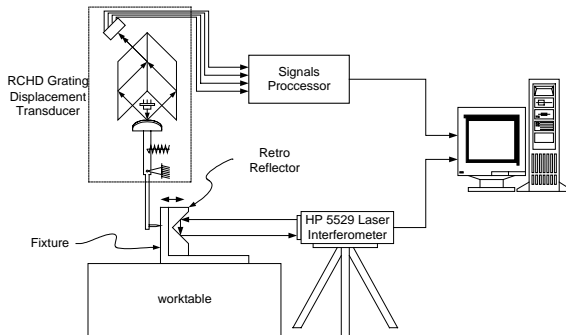 RCHD Grating
Displacement
Transducer
Signals
Proccessor
Retro
Reflector
HP 5529 Laser
Interferometer
Fixture
worktable